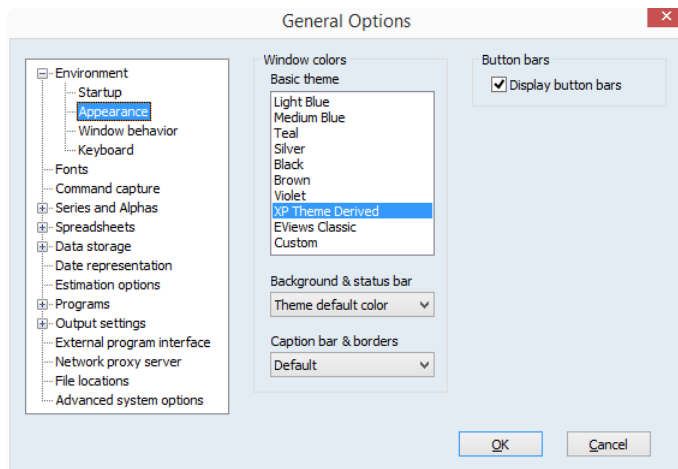 General Options
Environment
Startup
Appearance
Window behavior
Keyboard
Fonts
Command capture
Series and Alphas
Spreadsheets
Data storage
Date representation
Estimation options
Programs
Output settings
External program interface
Network proxy server
File locations
Advanced system options
Window colors
Basic theme
Light Blue
Medium Blue
Teal
Silver
Black
Brown
Violet
XP Theme Derived
EViews Classic
Custom
Background & status bar
Theme default color
Caption bar & borders
Default
Button bars
Display button bars
OK
Cancel